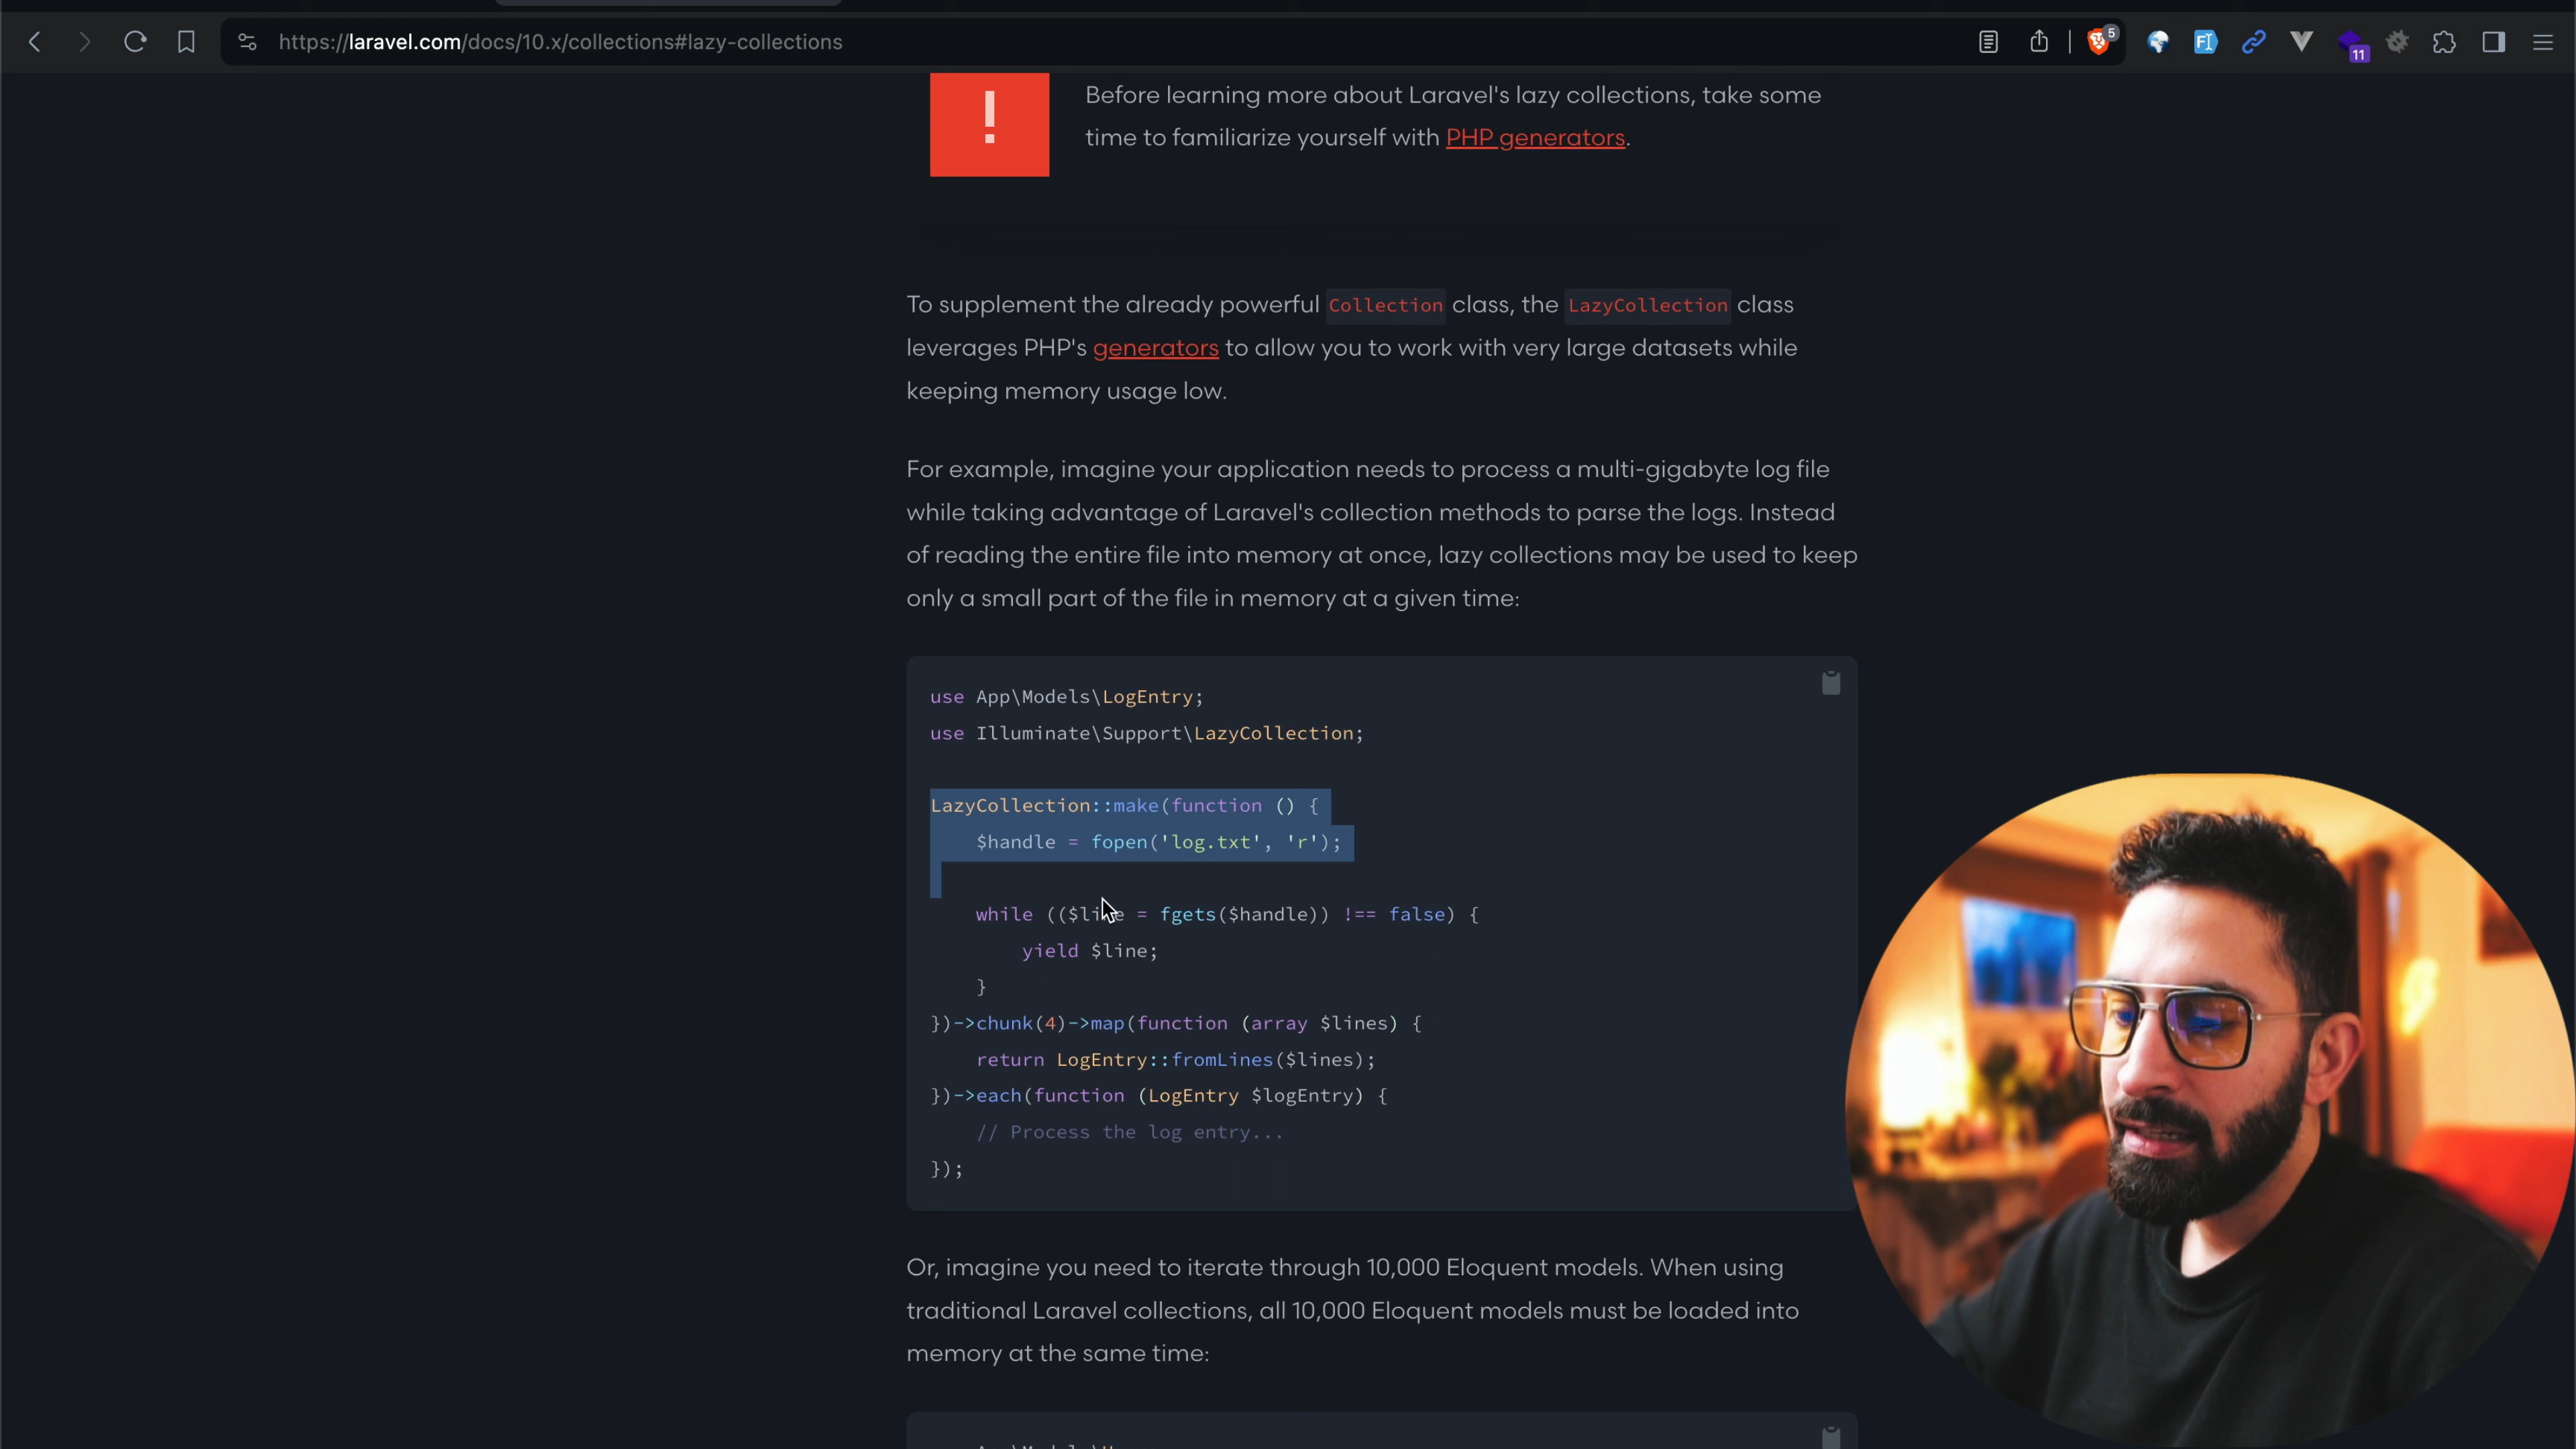 https://laravel.com/docs/10.x/collections#lazy-collections
5
11
!
Before learning more about Laravel's lazy collections, take some
time to familiarize yourself with PHP generators.
To supplement the already powerful Collection class, the LazyCollection class
leverages PHP's generators to allow you to work with very large datasets while
keeping memory usage low.
For example, imagine your application needs to process a multi-gigabyte log file
while taking advantage of Laravel's collection methods to parse the logs. Instead
of reading the entire file into memory at once, lazy collections may be used to keep
only a small part of the file in memory at a given time:
use App\Models\LogEntry;
use Illuminate\Support\LazyCollection;
LazyCollection::make(function () {
    $handle = fopen('log.txt', 'r');
    while (($line = fgets($handle)) !== false) {
        yield $line;
    }
})->chunk(4)->map(function (array $lines) {
    return LogEntry::fromLines($lines);
})->each(function (LogEntry $logEntry) {
    // Process the log entry...
});
Or, imagine you need to iterate through 10,000 Eloquent models. When using
traditional Laravel collections, all 10,000 Eloquent models must be loaded into
memory at the same time: